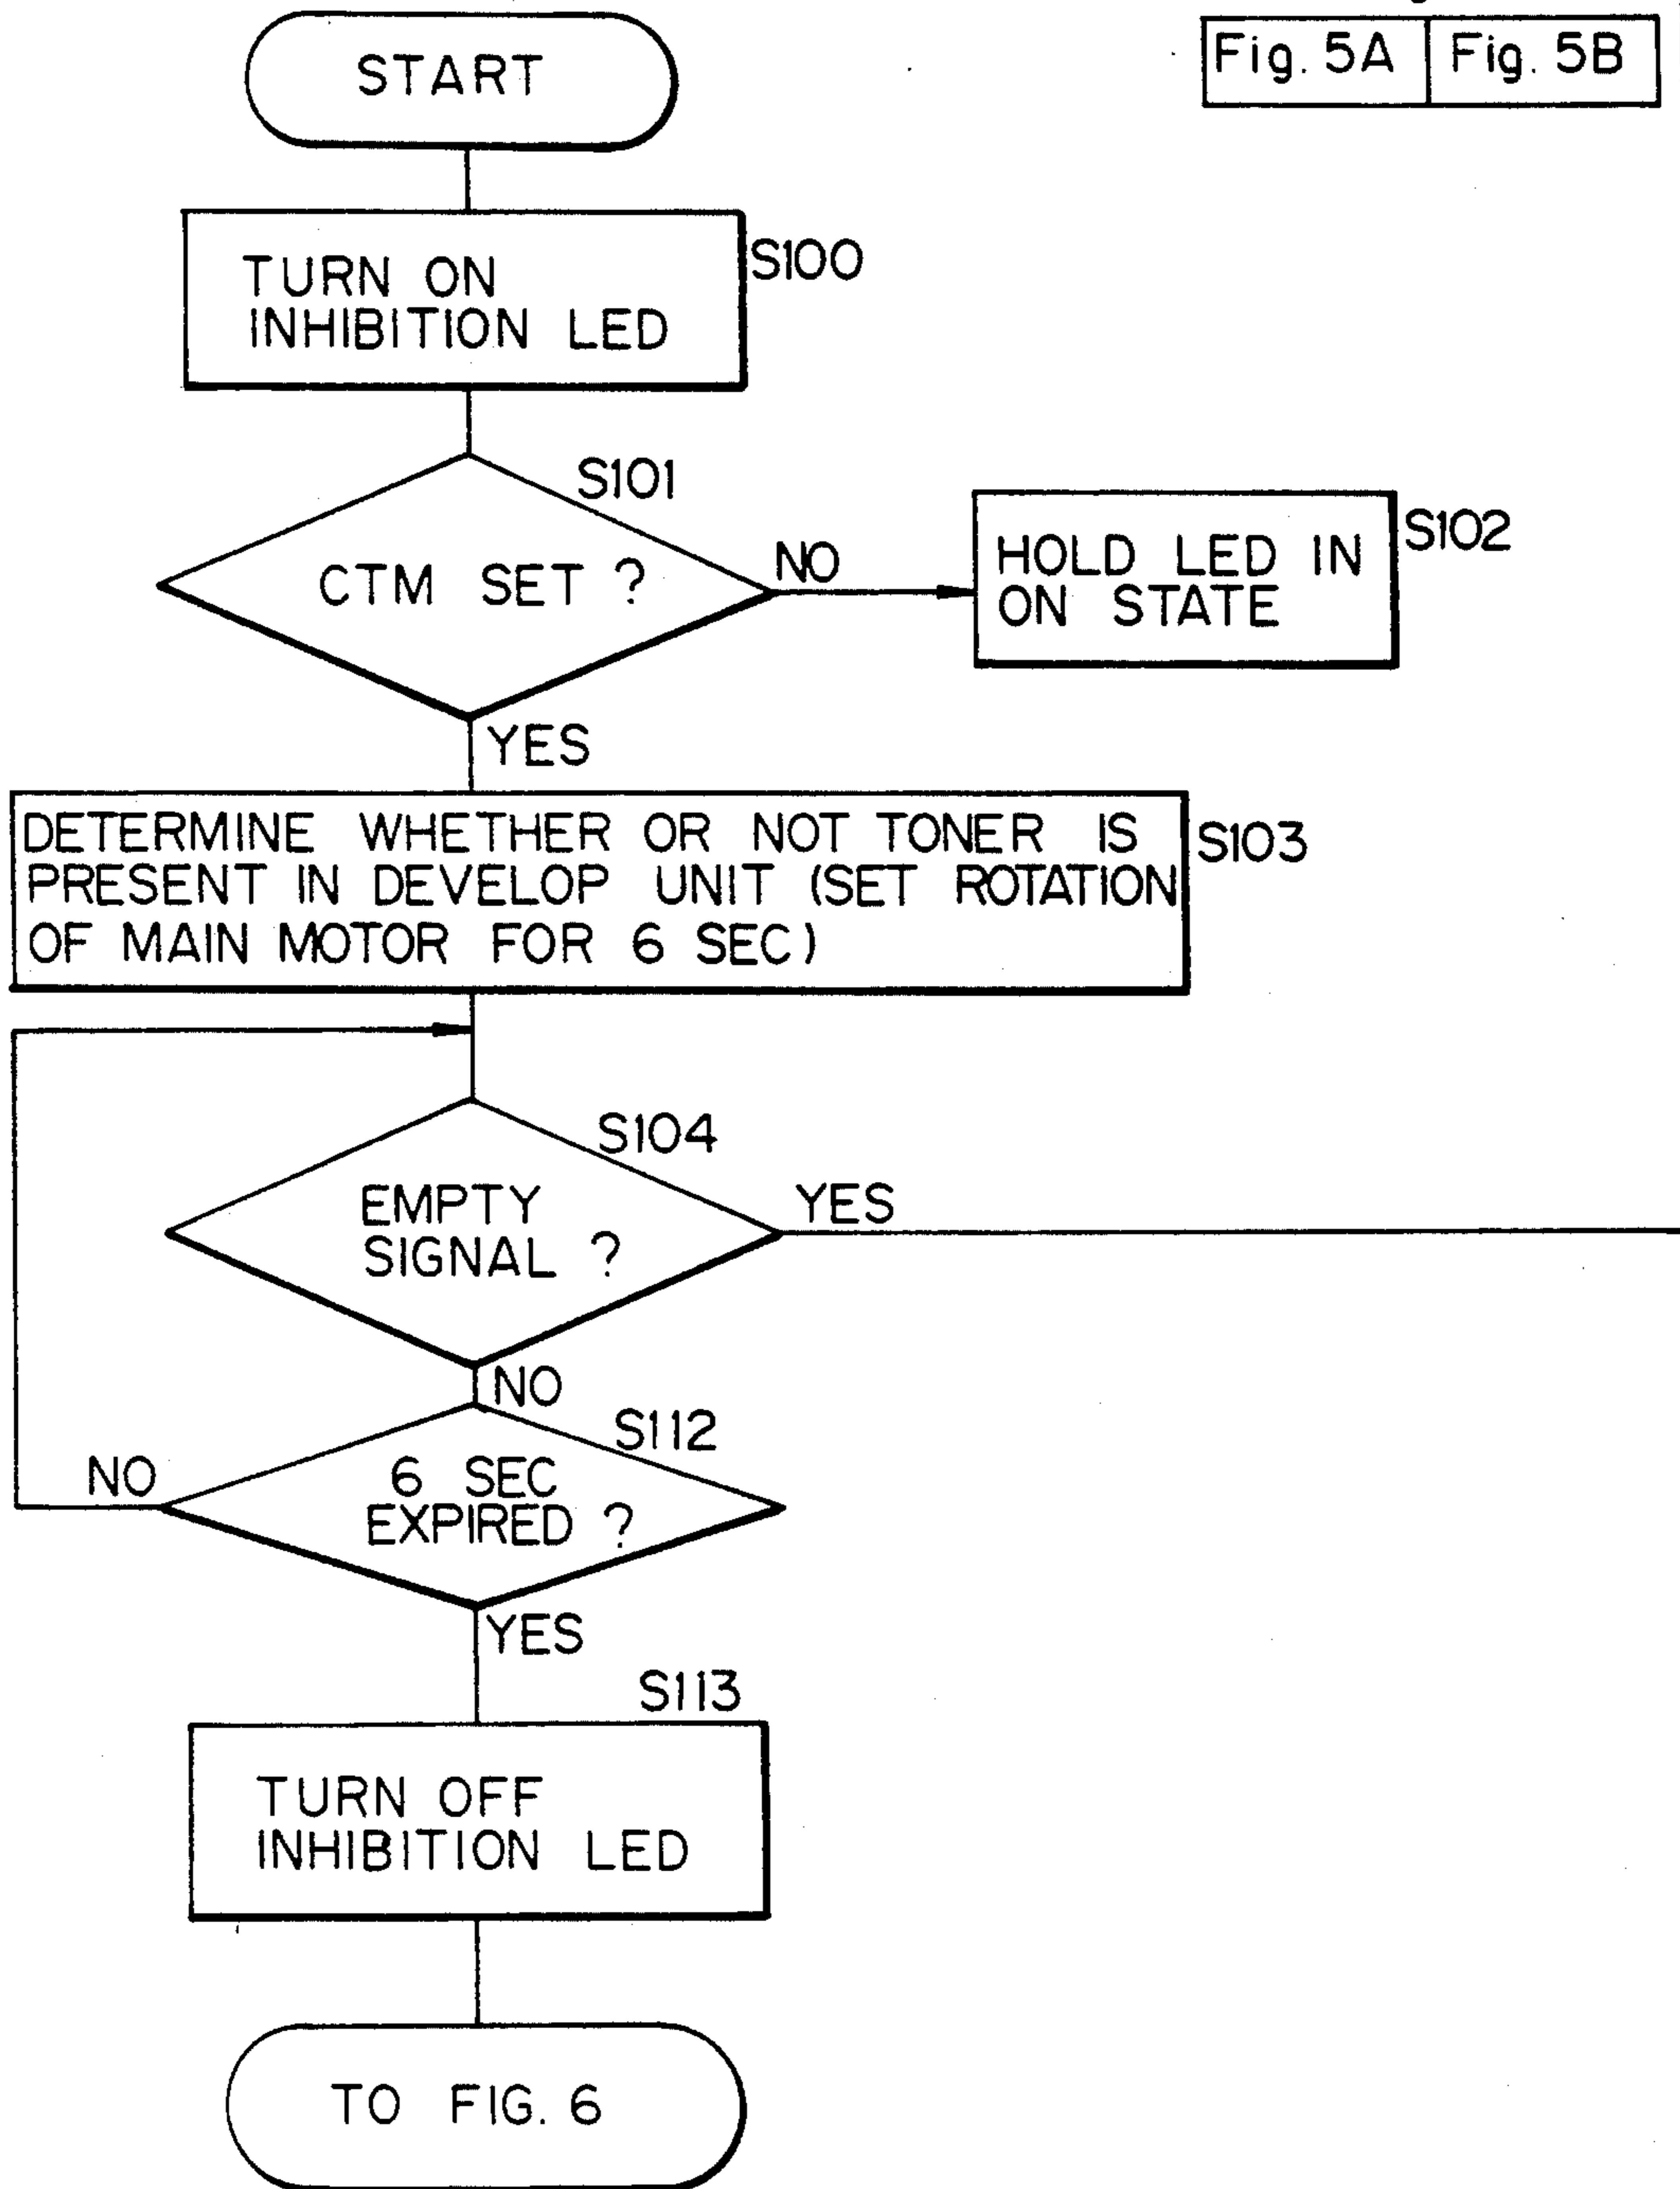 Fig. 5A Fig. 5B
START
TURN ON
INHIBITION LED
S100
S101
CTM SET ?
NO
HOLD LED IN
ON STATE
S102
YES
DETERMINE WHETHER OR NOT TONER IS
PRESENT IN DEVELOP UNIT (SET ROTATION
OF MAIN MOTOR FOR 6 SEC)
S103
S104
EMPTY
SIGNAL ?
YES
NO
S112
6 SEC
EXPIRED ?
NO
YES
S113
TURN OFF
INHIBITION LED
TO FIG. 6